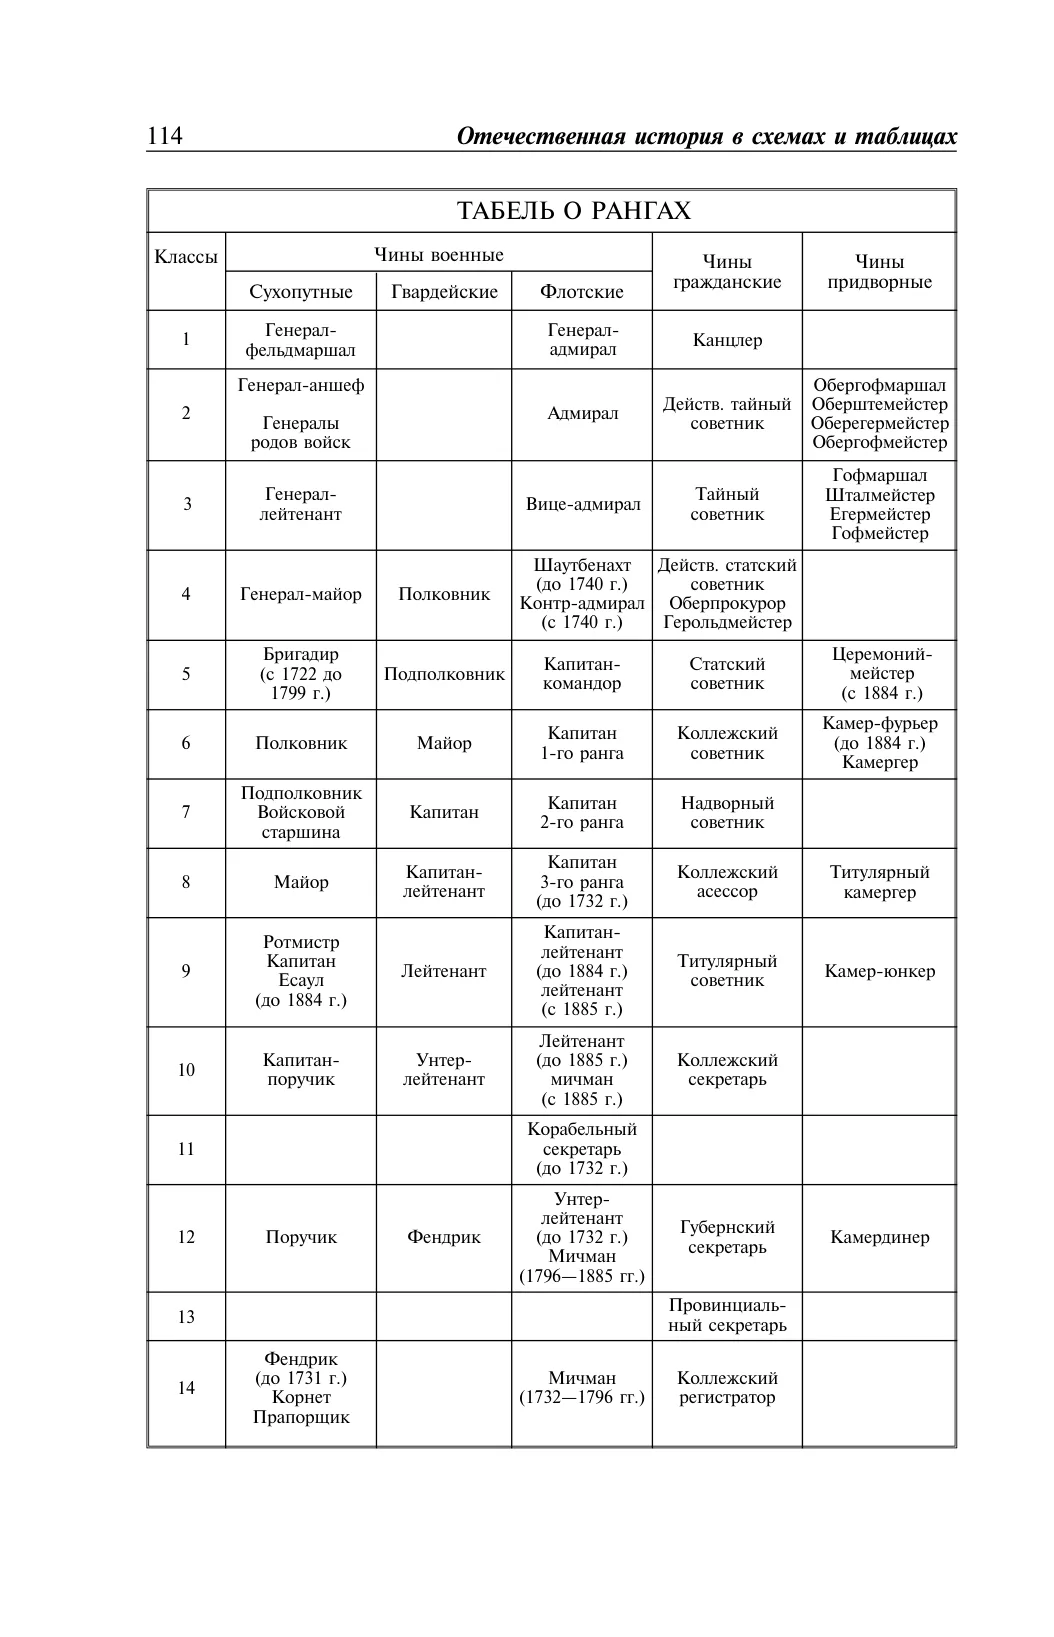 114
Отечественная история в схемах и таблицах
ТАБЕЛЬ О РАНГАХ
Классы
Чины военные
Чины
гражданские
Чины
придворные
Сухопутные
Гвардейские
Флотские
1
Генерал-
фельдмаршал
Генерал-
адмирал
Канцлер
2
Генерал-аншеф
Генералы
родов войск
Адмирал
Действ. тайный
советник
Обергофмаршал
Оберштемейстер
Оберегермейстер
Обергофмейстер
3
Генерал-
лейтенант
Вице-адмирал
Тайный
советник
Гофмаршал
Шталмейстер
Егермейстер
Гофмейстер
4
Генерал-майор
Полковник
Шаутбенахт
(до 1740 г.)
Контр-адмирал
(с 1740 г.)
Действ. статский
советник
Оберпрокурор
Герольдмейстер
5
Бригадир
(с 1722 до
1799 г.)
Подполковник
Капитан-
командор
Статский
советник
Церемоний-
мейстер
(с 1884 г.)
6
Полковник
Майор
Капитан
1-го ранга
Коллежский
советник
Камер-фурьер
(до 1884 г.)
Камергер
7
Подполковник
Войсковой
старшина
Капитан
Капитан
2-го ранга
Надворный
советник
8
Майор
Капитан-
лейтенант
Капитан
3-го ранга
(до 1732 г.)
Коллежский
асессор
Титулярный
камергер
9
Ротмистр
Капитан
Есаул
(до 1884 г.)
Лейтенант
Капитан-
лейтенант
(до 1884 г.)
лейтенант
(с 1885 г.)
Титулярный
советник
Камер-юнкер
10
Капитан-
поручик
Унтер-
лейтенант
Лейтенант
(до 1885 г.)
мичман
(с 1885 г.)
Коллежский
секретарь
11
Корабельный
секретарь
(до 1732 г.)
12
Поручик
Фендрик
Унтер-
лейтенант
(до 1732 г.)
Мичман
(1796—1885 гг.)
Губернский
секретарь
Камердинер
13
Провинциаль-
ный секретарь
14
Фендрик
(до 1731 г.)
Корнет
Прапорщик
Мичман
(1732—1796 гг.)
Коллежский
регистратор